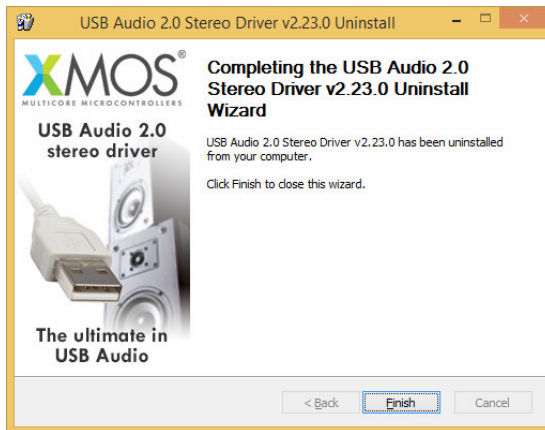 USB Audio 2.0 Stereo Driver v2.23.0 Uninstall
XMOS®
MULTICORE MICROCONTROLLERS
USB Audio 2.0
stereo driver
The ultimate in
USB Audio
Completing the USB Audio 2.0
Stereo Driver v2.23.0 Uninstall
Wizard
USB Audio 2.0 Stereo Driver v2.23.0 has been uninstalled
from your computer.
Click Finish to close this wizard.
< Back
Finish
Cancel